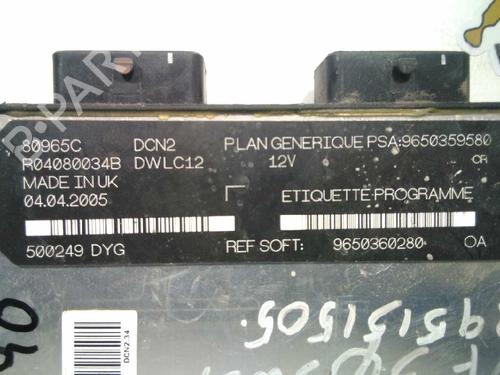 80965C DCN2 PLAN GENERIQUE PSA:9650359580
R04080034B DWLC12 12V OR
MADE IN UK
04.04.2005 ETIQUETTE PROGRAMME
500249 DYG REF SOFT: 9650360280 OA
DCN2.34